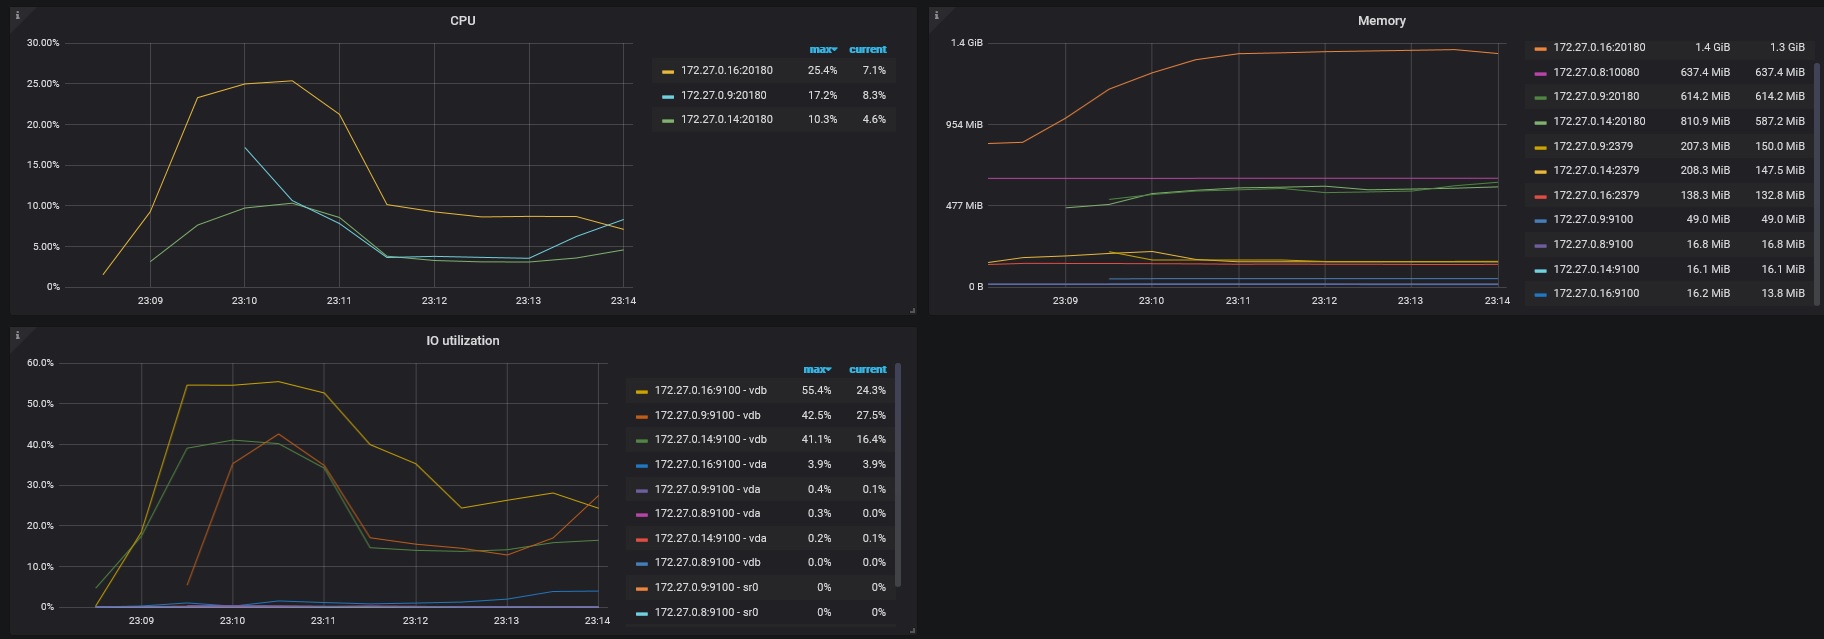 CPU
30.00%
25.00%
20.00%
15.00%
10.00%
5.00%
0%
23:09 23:10 23:11 23:12 23:13 23:14
max current
172.27.0.16:20180 25.4% 7.1%
172.27.0.9:20180 17.2% 8.3%
172.27.0.14:20180 10.3% 4.6%
Memory
1.4 GiB
954 MiB
477 MiB
0 B
23:09 23:10 23:11 23:12 23:13 23:14
172.27.0.16:20180 1.4 GiB 1.3 GiB
172.27.0.8:10080 637.4 MiB 637.4 MiB
172.27.0.9:20180 614.2 MiB 614.2 MiB
172.27.0.14:20180 810.9 MiB 587.2 MiB
172.27.0.9:2379 207.3 MiB 150.0 MiB
172.27.0.14:2379 208.3 MiB 147.5 MiB
172.27.0.16:2379 138.3 MiB 132.8 MiB
172.27.0.9:9100 49.0 MiB 49.0 MiB
172.27.0.8:9100 16.8 MiB 16.8 MiB
172.27.0.14:9100 16.1 MiB 16.1 MiB
172.27.0.16:9100 16.2 MiB 13.8 MiB
IO utilization
60.0%
50.0%
40.0%
30.0%
20.0%
10.0%
0%
23:09 23:10 23:11 23:12 23:13 23:14
max current
172.27.0.16:9100 - vdb 55.4% 24.3%
172.27.0.9:9100 - vdb 42.5% 27.5%
172.27.0.14:9100 - vdb 41.1% 16.4%
172.27.0.16:9100 - vda 3.9% 3.9%
172.27.0.9:9100 - vda 0.4% 0.1%
172.27.0.8:9100 - vda 0.3% 0.0%
172.27.0.14:9100 - vda 0.2% 0.1%
172.27.0.8:9100 - vdb 0.0% 0.0%
172.27.0.9:9100 - sr0 0% 0%
172.27.0.8:9100 - sr0 0% 0%